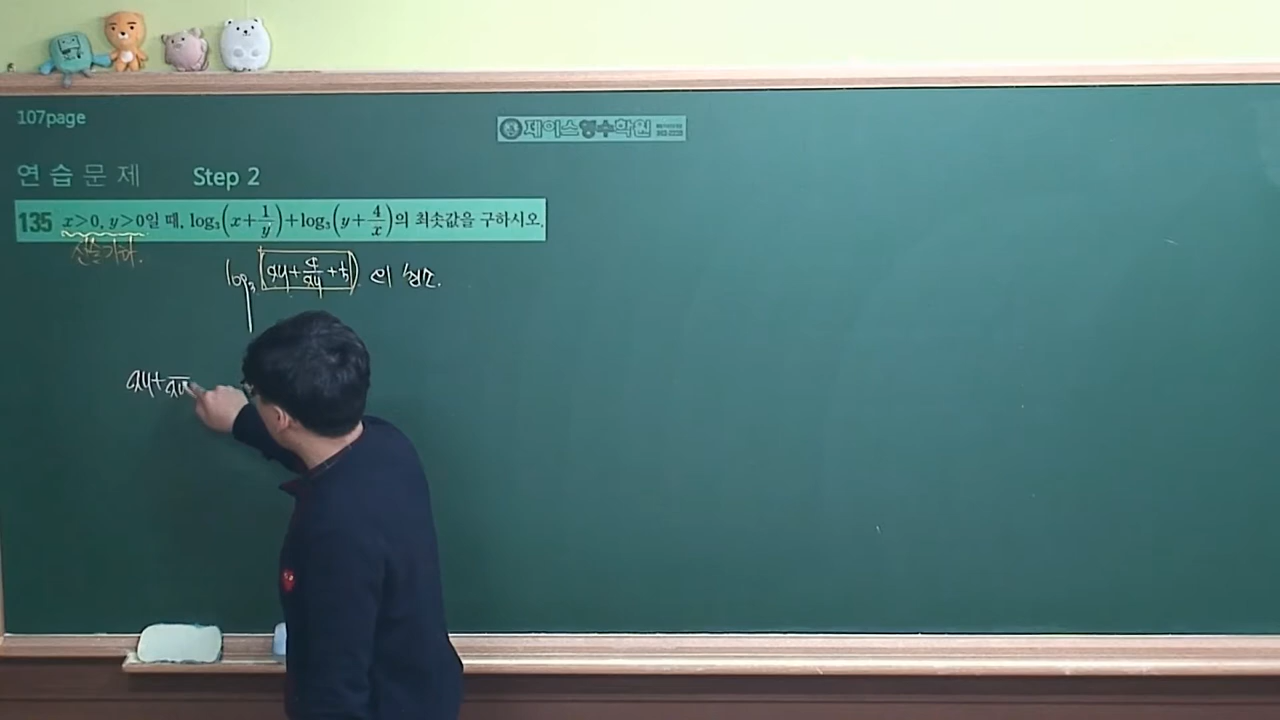 107page
제이스영수학원
연습문제 Step 2
135 x>0, y>0일 때, log₃(x+1/y)+log₃(y+4/x)의 최솟값을 구하시오.
산술기하.
log₃(xy+4/xy+5) 의 최소.
xy+ /xy